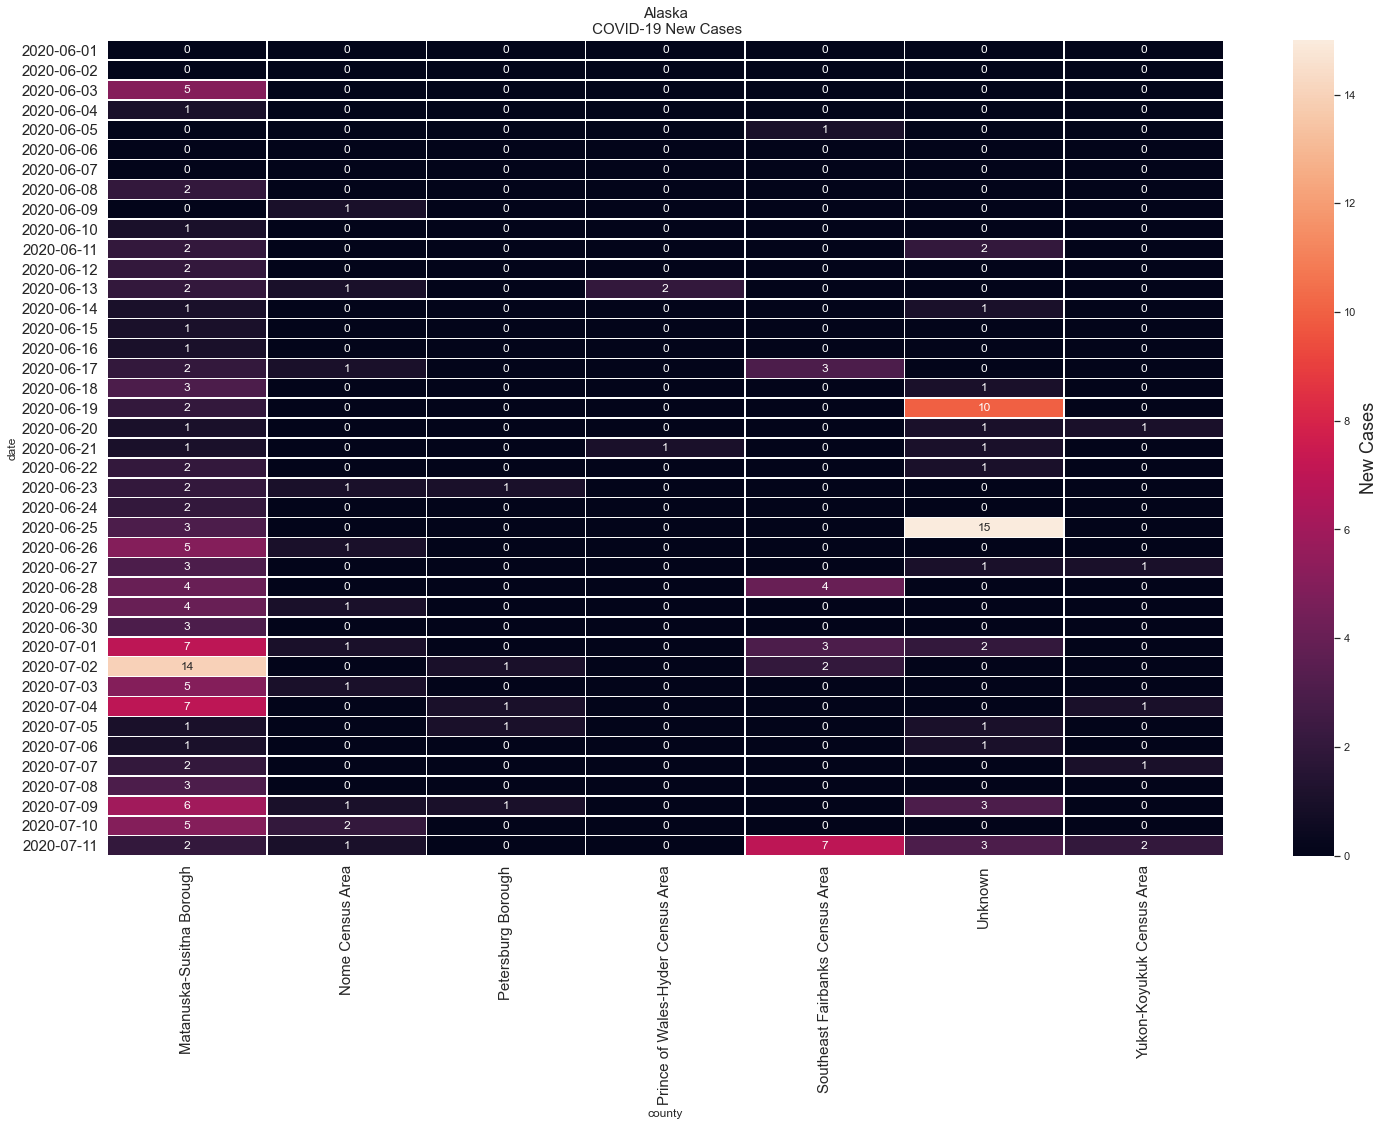 Alaska
COVID-19 New Cases
2020-06-01 0 0 0 0 0 0 0
2020-06-02 0 0 0 0 0 0 0
2020-06-03 5 0 0 0 0 0 0
2020-06-04 1 0 0 0 0 0 0
2020-06-05 0 0 0 0 1 0 0
2020-06-06 0 0 0 0 0 0 0
2020-06-07 0 0 0 0 0 0 0
2020-06-08 2 0 0 0 0 0 0
2020-06-09 0 1 0 0 0 0 0
2020-06-10 1 0 0 0 0 0 0
2020-06-11 2 0 0 0 0 2 0
2020-06-12 2 0 0 0 0 0 0
2020-06-13 2 1 0 2 0 0 0
2020-06-14 1 0 0 0 0 1 0
2020-06-15 1 0 0 0 0 0 0
2020-06-16 1 0 0 0 0 0 0
2020-06-17 2 1 0 0 3 0 0
2020-06-18 3 0 0 0 0 1 0
2020-06-19 2 0 0 0 0 10 0
2020-06-20 1 0 0 0 0 1 1
2020-06-21 1 0 0 1 0 1 0
2020-06-22 2 0 0 0 0 1 0
2020-06-23 2 1 1 0 0 0 0
2020-06-24 2 0 0 0 0 0 0
2020-06-25 3 0 0 0 0 15 0
2020-06-26 5 1 0 0 0 0 0
2020-06-27 3 0 0 0 0 1 1
2020-06-28 4 0 0 0 4 0 0
2020-06-29 4 1 0 0 0 0 0
2020-06-30 3 0 0 0 0 0 0
2020-07-01 7 1 0 0 3 2 0
2020-07-02 14 0 1 0 2 0 0
2020-07-03 5 1 0 0 0 0 0
2020-07-04 7 0 1 0 0 0 1
2020-07-05 1 0 1 0 0 1 0
2020-07-06 1 0 0 0 0 1 0
2020-07-07 2 0 0 0 0 0 1
2020-07-08 3 0 0 0 0 0 0
2020-07-09 6 1 1 0 0 3 0
2020-07-10 5 2 0 0 0 0 0
2020-07-11 2 1 0 0 7 3 2
date
Matanuska-Susitna Borough
Nome Census Area
Petersburg Borough
Prince of Wales-Hyder Census Area
Southeast Fairbanks Census Area
Unknown
Yukon-Koyukuk Census Area
county
14
12
10
8
6
4
2
0
New Cases